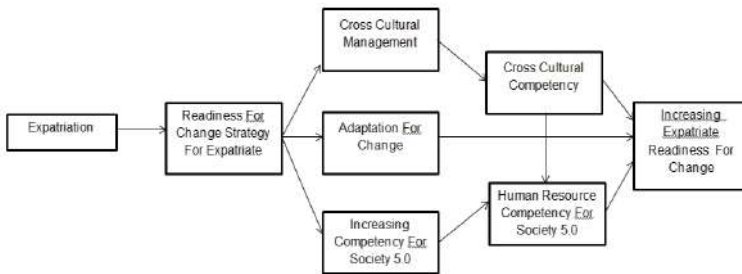 Cross Cultural
Management
Cross Cultural
Competency
Expatriation
Readiness For
Change Strategy
For Expatriate
Adaptation For
Change
Increasing
Expatriate
Readiness For
Change
Increasing
Competency For
Society 5.0
Human Resource
Competency For
Society 5.0